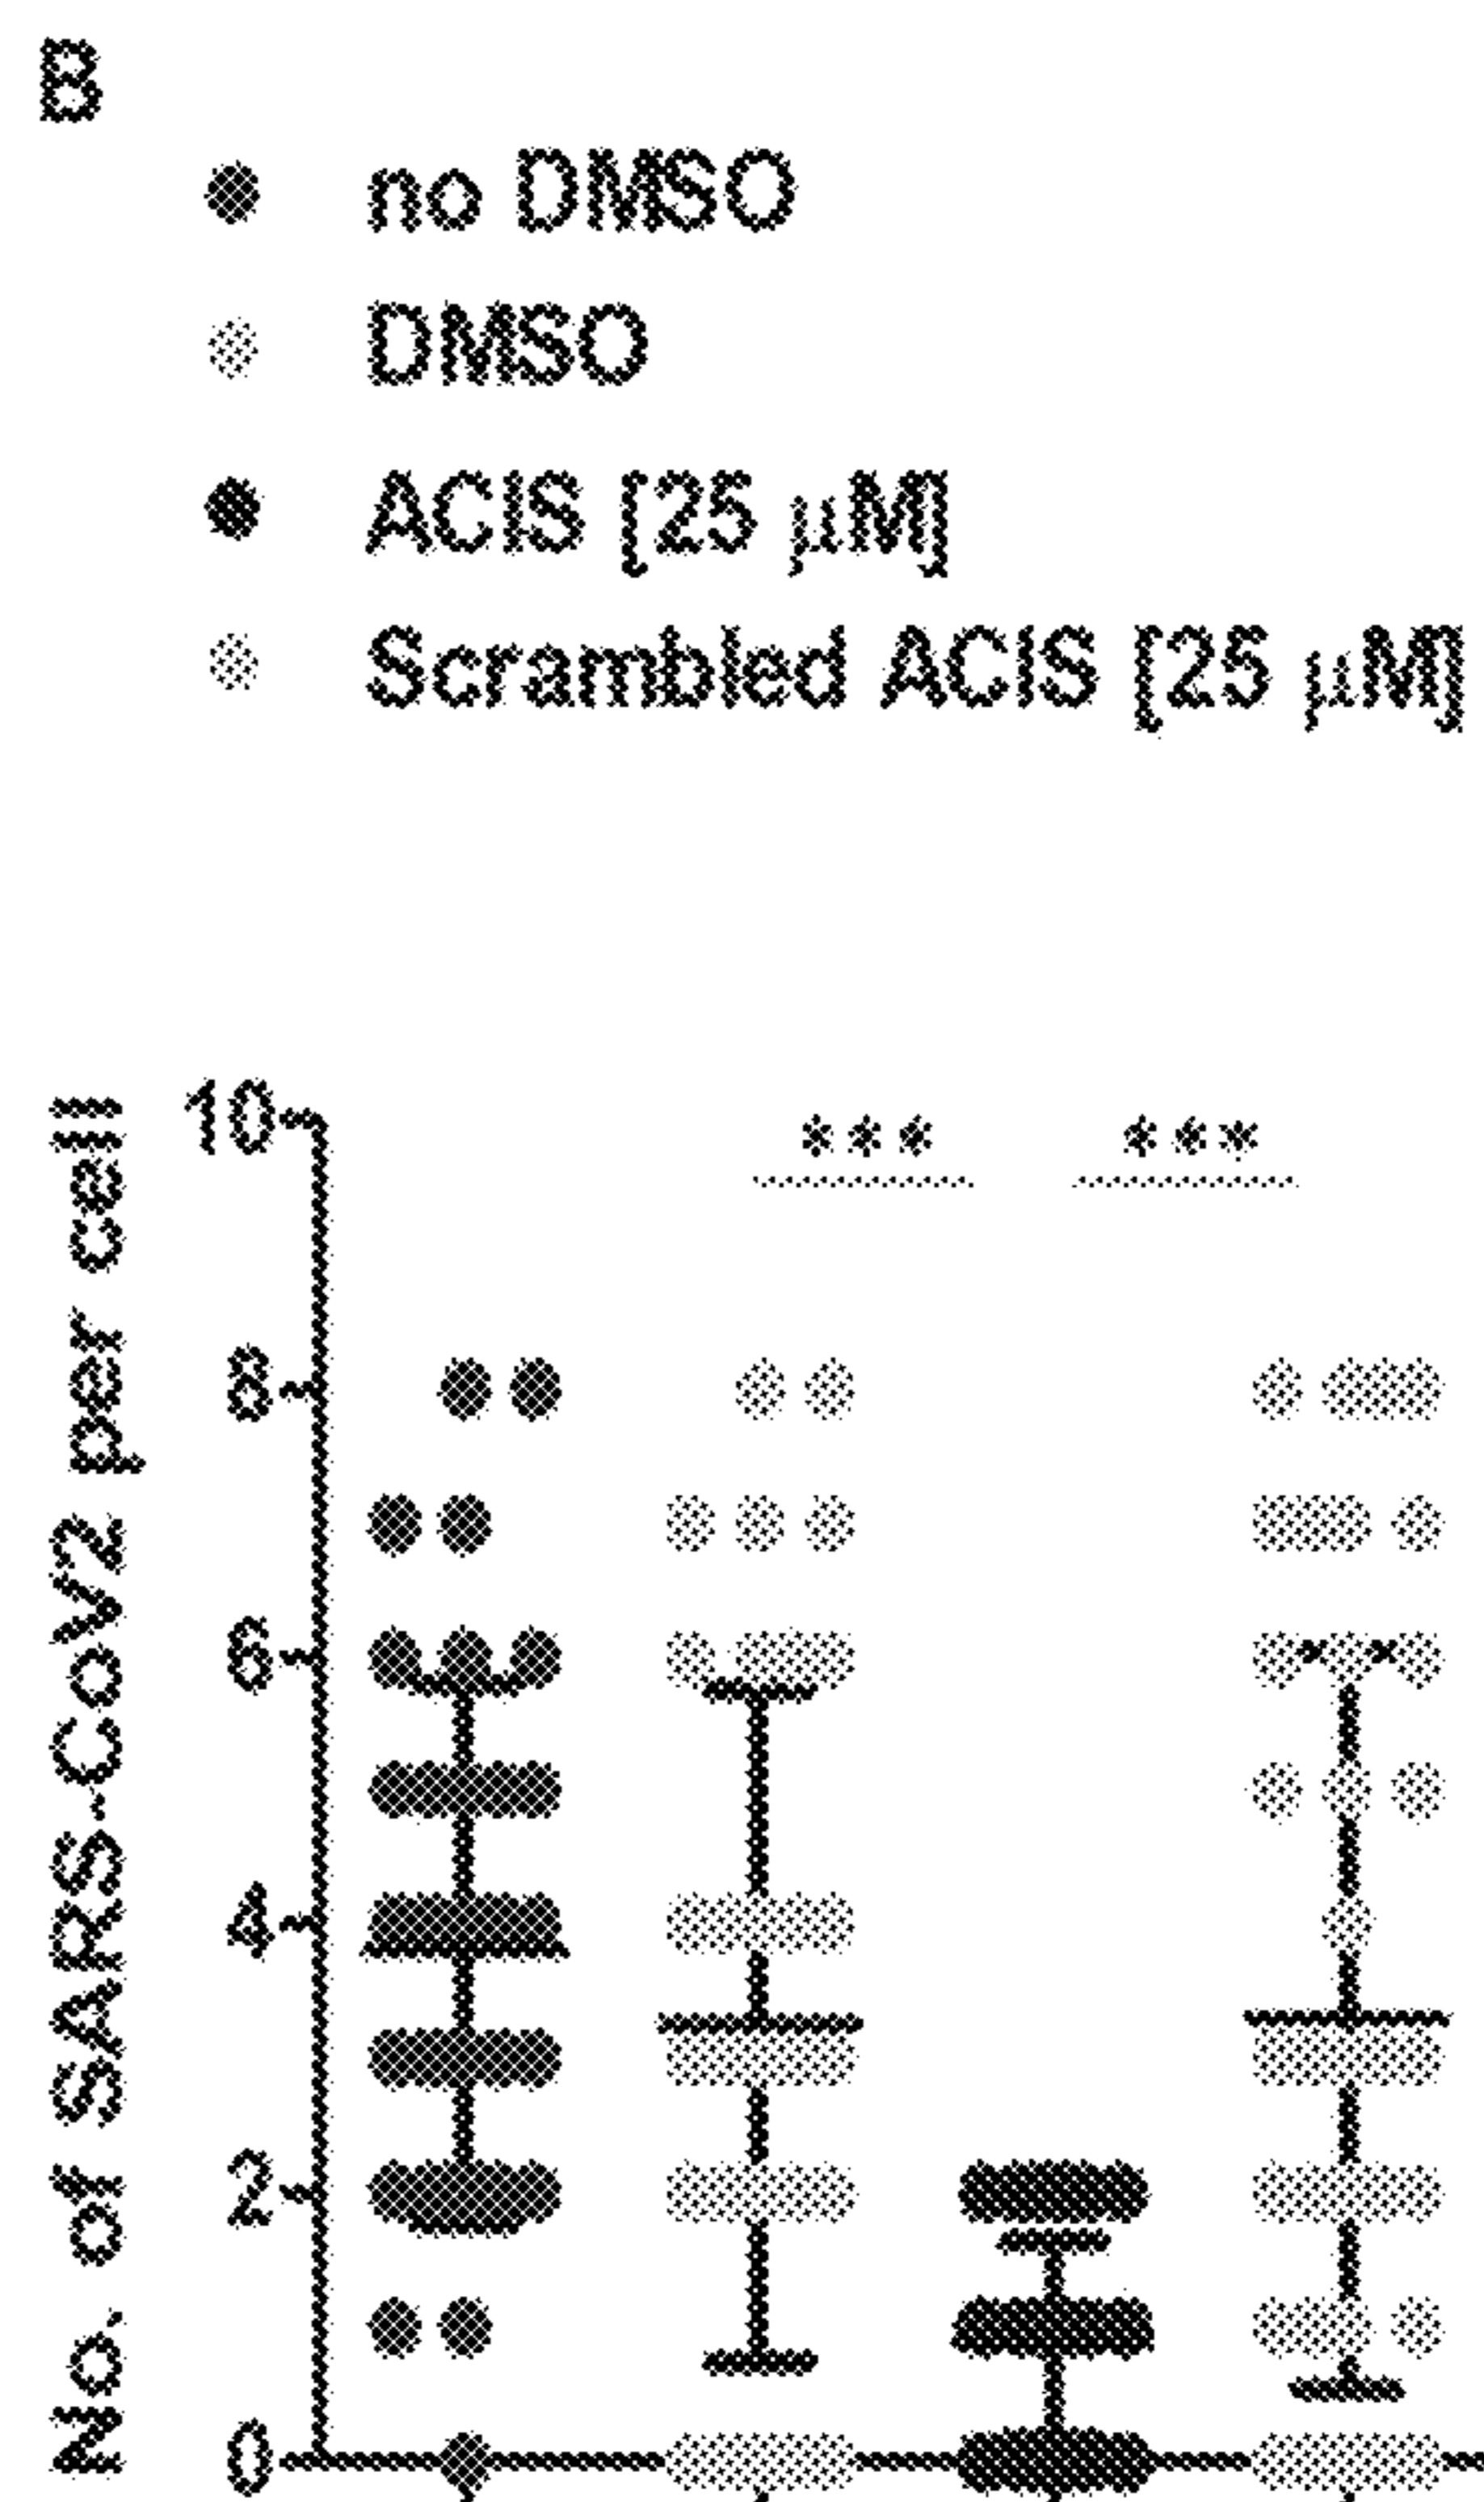 B
no DMSO
DMSO
ACIS [25 µM]
Scrambled ACIS [25 µM]
No. of SARS-CoV2 per cell
10
8
6
4
2
0
*** ***